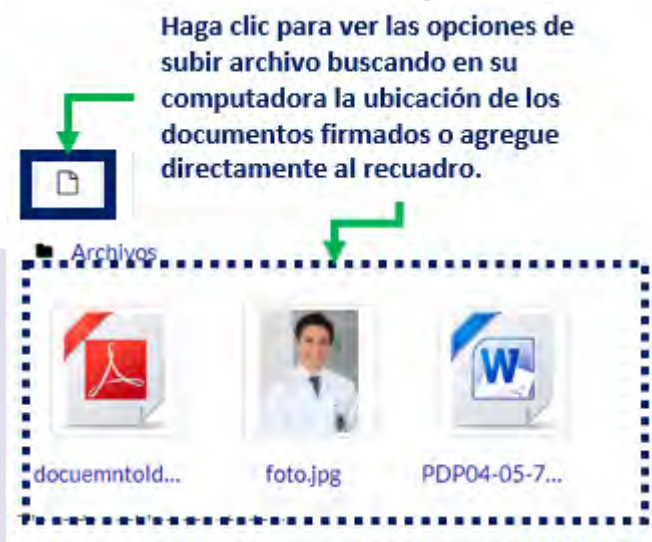 Haga clic para ver las opciones de
subir archivo buscando en su
computadora la ubicación de los
documentos firmados o agregue
directamente al recuadro.
Archivos
W
docuemntold...
foto.jpg
PDP04-05-7...